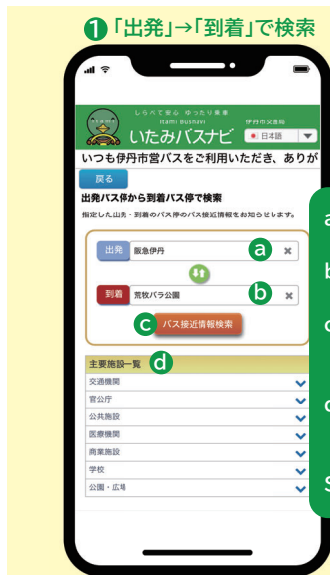 ❶「出発」→「到着」で検索
しらべて安心 ゆったり乗車
itami busnavi
いたみバスナビ
日本語
いつも伊丹市営バスをご利用いただき、ありが
戻る
出発バス停から到着バス停で検索
指定した出発・到着のバス停のバス接近情報をお知らせします。
出発 阪急伊丹 a ×
到着 荒牧バラ公園 b ×
c バス接近情報検索
主要施設一覧 d
交通機関
官公庁
公共施設
医療機関
商業施設
学校
公園・広場